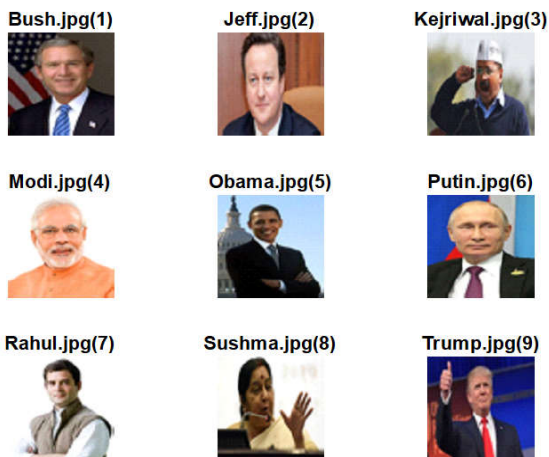 Bush.jpg(1) Jeff.jpg(2) Kejriwal.jpg(3)
Modi.jpg(4) Obama.jpg(5) Putin.jpg(6)
Rahul.jpg(7) Sushma.jpg(8) Trump.jpg(9)